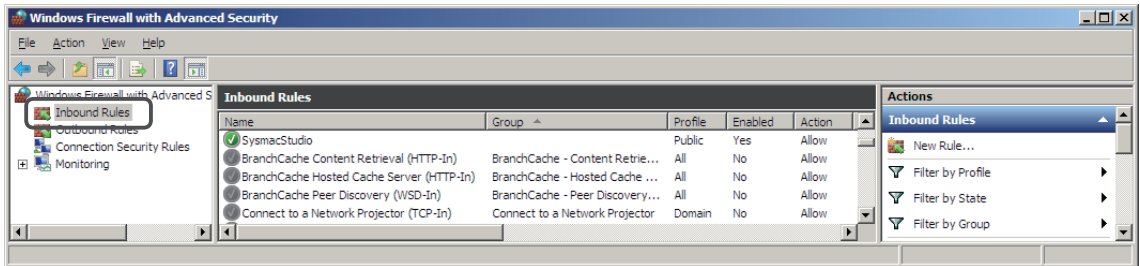 Windows Firewall with Advanced Security
File Action View Help
Windows Firewall with Advanced S
Inbound Rules
Outbound Rules
Connection Security Rules
Monitoring
Inbound Rules
Name Group Profile Enabled Action
SysmacStudio Public Yes Allow
BranchCache Content Retrieval (HTTP-In) BranchCache - Content Retrie... All No Allow
BranchCache Hosted Cache Server (HTTP-In) BranchCache - Hosted Cache ... All No Allow
BranchCache Peer Discovery (WSD-In) BranchCache - Peer Discovery... All No Allow
Connect to a Network Projector (TCP-In) Connect to a Network Projector Domain No Allow
Actions
Inbound Rules
New Rule...
Filter by Profile
Filter by State
Filter by Group